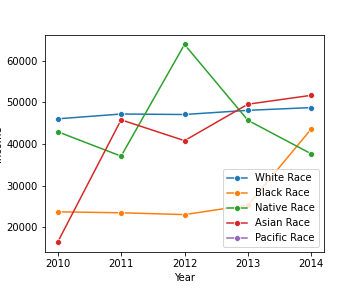 60000
50000
40000
30000
20000
2010 2011 2012 2013 2014
Year
White Race
Black Race
Native Race
Asian Race
Pacific Race